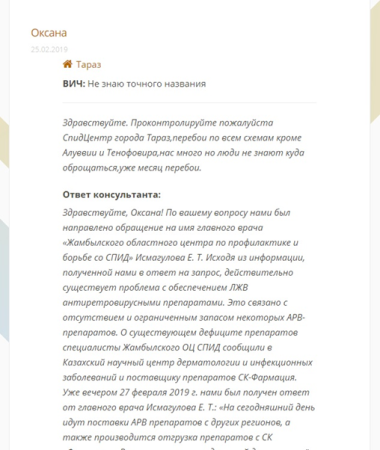 Оксана
25.02.2019
Тараз
ВИЧ: Не знаю точного названия
Здравствуйте. Проконтролируйте пожалуйста
СпидЦентр города Тараз,перебои по всем схемам кроме
Алуввии и Тенофовира,нас много но люди не знают куда
оброщаться,уже месяц перебои.
Ответ консультанта:
Здравствуйте, Оксана! По вашему вопросу нами был
направлено обращение на имя главного врача
«Жамбылского областного центра по профилактике и
борьбе со СПИД» Исмагулова Е. Т. Исходя из информации,
полученной нами в ответ на запрос, действительно
существует проблема с обеспечением ЛЖВ
антиретровирусными препаратами. Это связано с
отсутствием и ограниченным запасом некоторых АРВ-
препаратов. О существующем дефиците препаратов
специалисты Жамбылского ОЦ СПИД сообщили в
Казахский научный центр дерматологии и инфекционных
заболеваний и поставщику препаратов СК-Фармация.
Уже вечером 27 февраля 2019 г. нами был получен ответ
от главного врача Исмагулова Е. Т.: «На сегодняшний день
идут поставки АРВ препаратов с других регионов, а
также производится отгрузка препаратов с СК